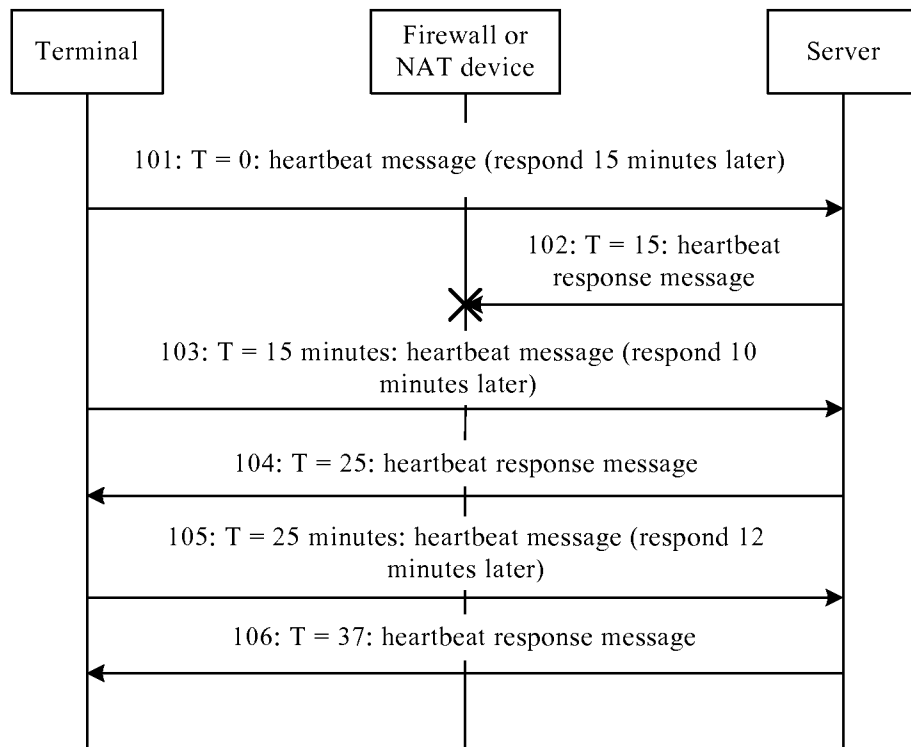 Terminal
Firewall or
NAT device
Server
101: T = 0: heartbeat message (respond 15 minutes later)
102: T = 15: heartbeat
response message
103: T = 15 minutes: heartbeat message (respond 10
minutes later)
104: T = 25: heartbeat response message
105: T = 25 minutes: heartbeat message (respond 12
minutes later)
106: T = 37: heartbeat response message